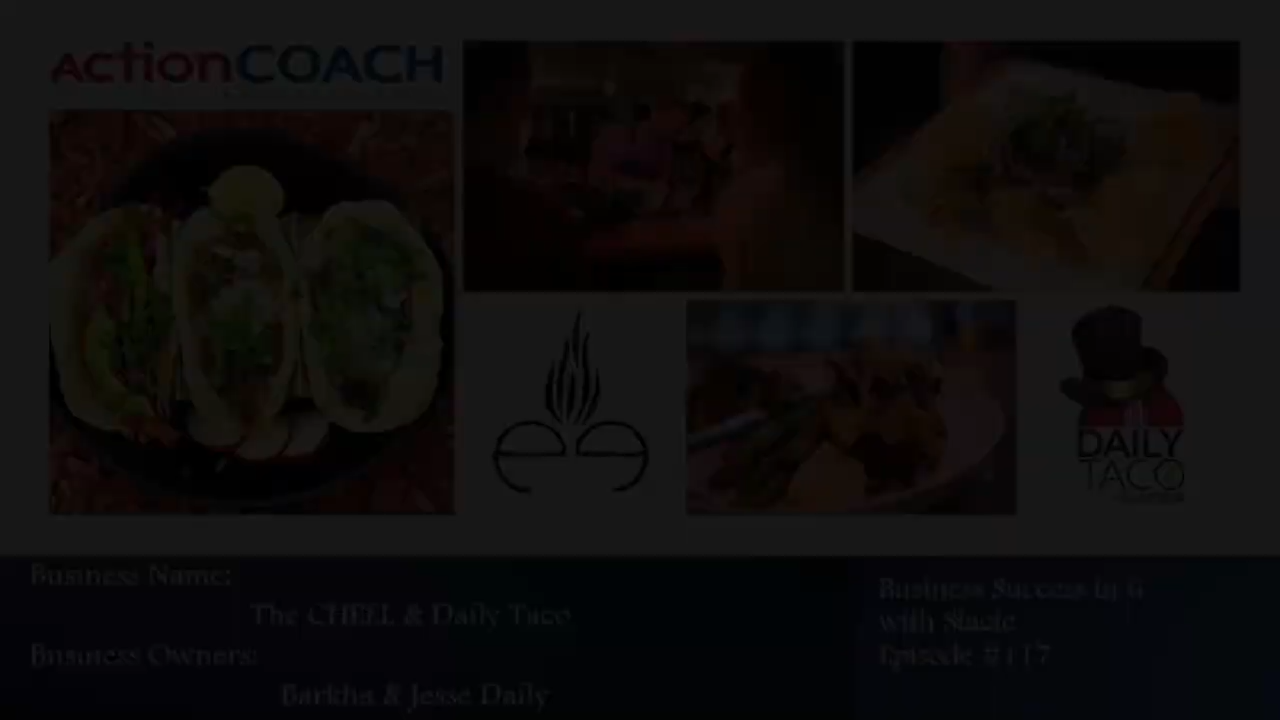 ActionCOACH
DAILY
TACO
Business Name:
The CHEEL & Daily Taco
Business Owners:
Barkha & Jesse Daily
Business Success in 6
with Stacie
Episode #117